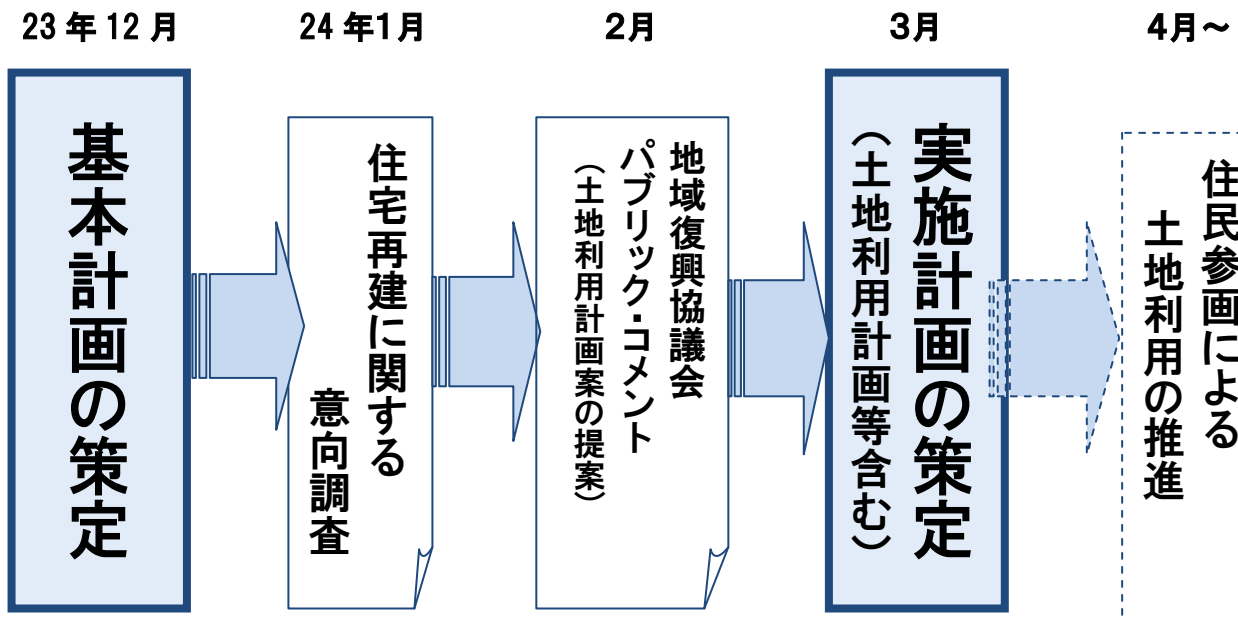 23年12月
24年1月
2月
3月
4月～
基本計画の策定
住宅再建に関する
意向調査
地域復興協議会
パブリック・コメント
（土地利用計画案の提案）
実施計画の策定
（土地利用計画等含む）
住民参画による
土地利用の推進